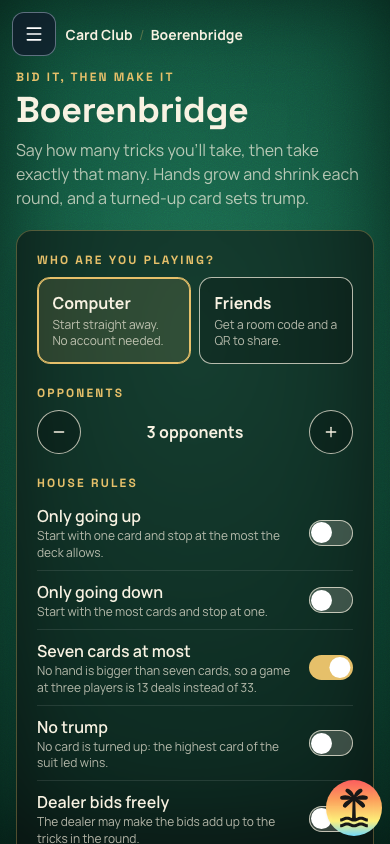 Card Club / Boerenbridge
BID IT, THEN MAKE IT
Boerenbridge
Say how many tricks you'll take, then take
exactly that many. Hands grow and shrink each
round, and a turned-up card sets trump.
WHO ARE YOU PLAYING?
Computer
Start straight away.
No account needed.
Friends
Get a room code and a
QR to share.
OPPONENTS
3 opponents
HOUSE RULES
Only going up
Start with one card and stop at the most the
deck allows.
Only going down
Start with the most cards and stop at one.
Seven cards at most
No hand is bigger than seven cards, so a game
at three players is 13 deals instead of 33.
No trump
No card is turned up: the highest card of the
suit led wins.
Dealer bids freely
The dealer may make the bids add up to the
tricks in the round.